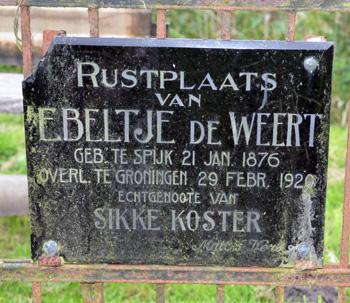 RUSTPLAATS
VAN
EBELTJE DE WEERT
GEB. TE SPIJK 21 JAN. 1876
OVERL. TE GRONINGEN 29 FEBR. 1920
ECHTGENOOTE VAN
SIKKE KOSTER